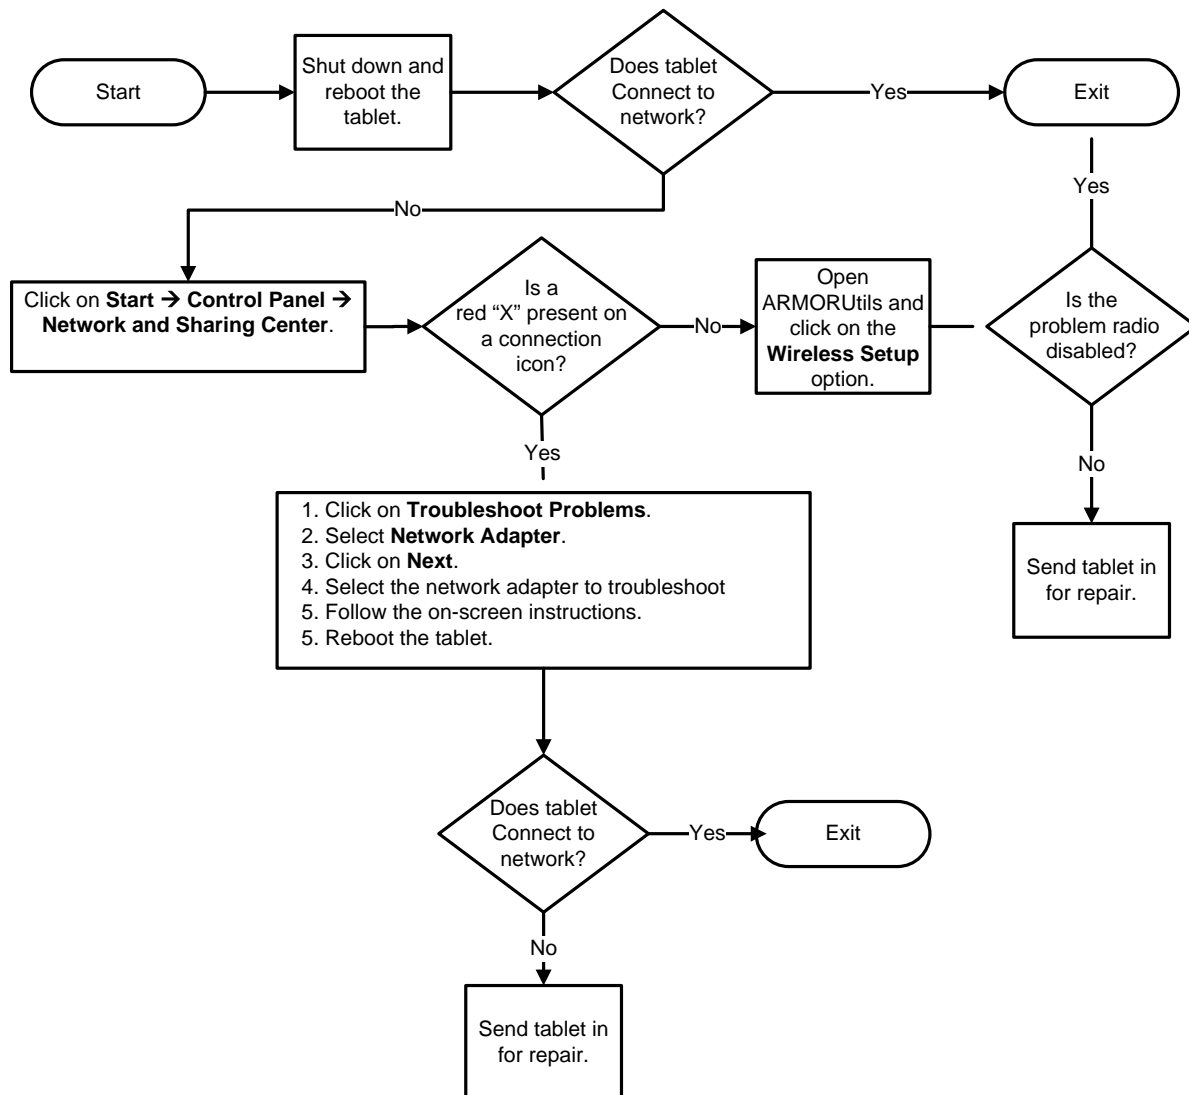 Start
Shut down and
reboot the
tablet.
Does tablet
Connect to
network?
Yes
Exit
Yes
No
Click on Start → Control Panel →
Network and Sharing Center.
Is a
red “X” present on
a connection
icon?
No
Open
ARMORUtils and
click on the
Wireless Setup
option.
Is the
problem radio
disabled?
Yes
No
1. Click on Troubleshoot Problems.
2. Select Network Adapter.
3. Click on Next.
4. Select the network adapter to troubleshoot
5. Follow the on-screen instructions.
5. Reboot the tablet.
Send tablet in
for repair.
Does tablet
Connect to
network?
Yes
Exit
No
Send tablet in
for repair.